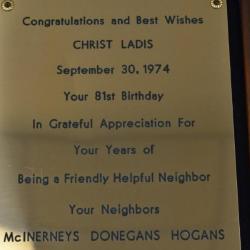 Congratulations and Best Wishes
CHRIST LADIS
September 30, 1974
Your 81st Birthday
In Grateful Appreciation For
Your Years of
Being a Friendly Helpful Neighbor
Your Neighbors
McINERNEYS DONEGANS HOGANS